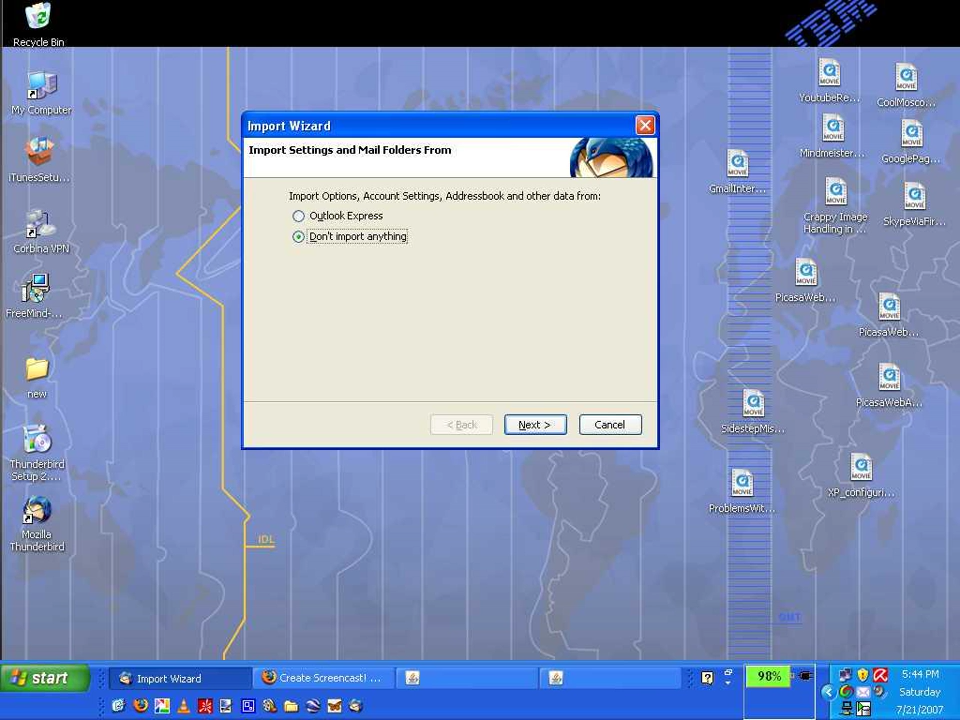 IBM
Recycle Bin
My Computer
iTunesSetu...
Corbina VPN
FreeMind-...
new
Thunderbird
Setup 2....
Mozilla
Thunderbird
Import Wizard
Import Settings and Mail Folders From
Import Options, Account Settings, Addressbook and other data from:
Outlook Express
Don't import anything
< Back
Next >
Cancel
YoutubeRe...
CoolMosco...
Mindmeister...
GooglePag...
GmailInter...
Crappy Image
Handling in ...
SkypeViaFir...
PicasaWeb...
PicasaWeb...
PicasaWebA...
SidestepMis...
XP_configuri...
ProblemsWit...
IDL
GMT
start
Import Wizard
Create Screencast! ...
98%
5:44 PM
Saturday
7/21/2007